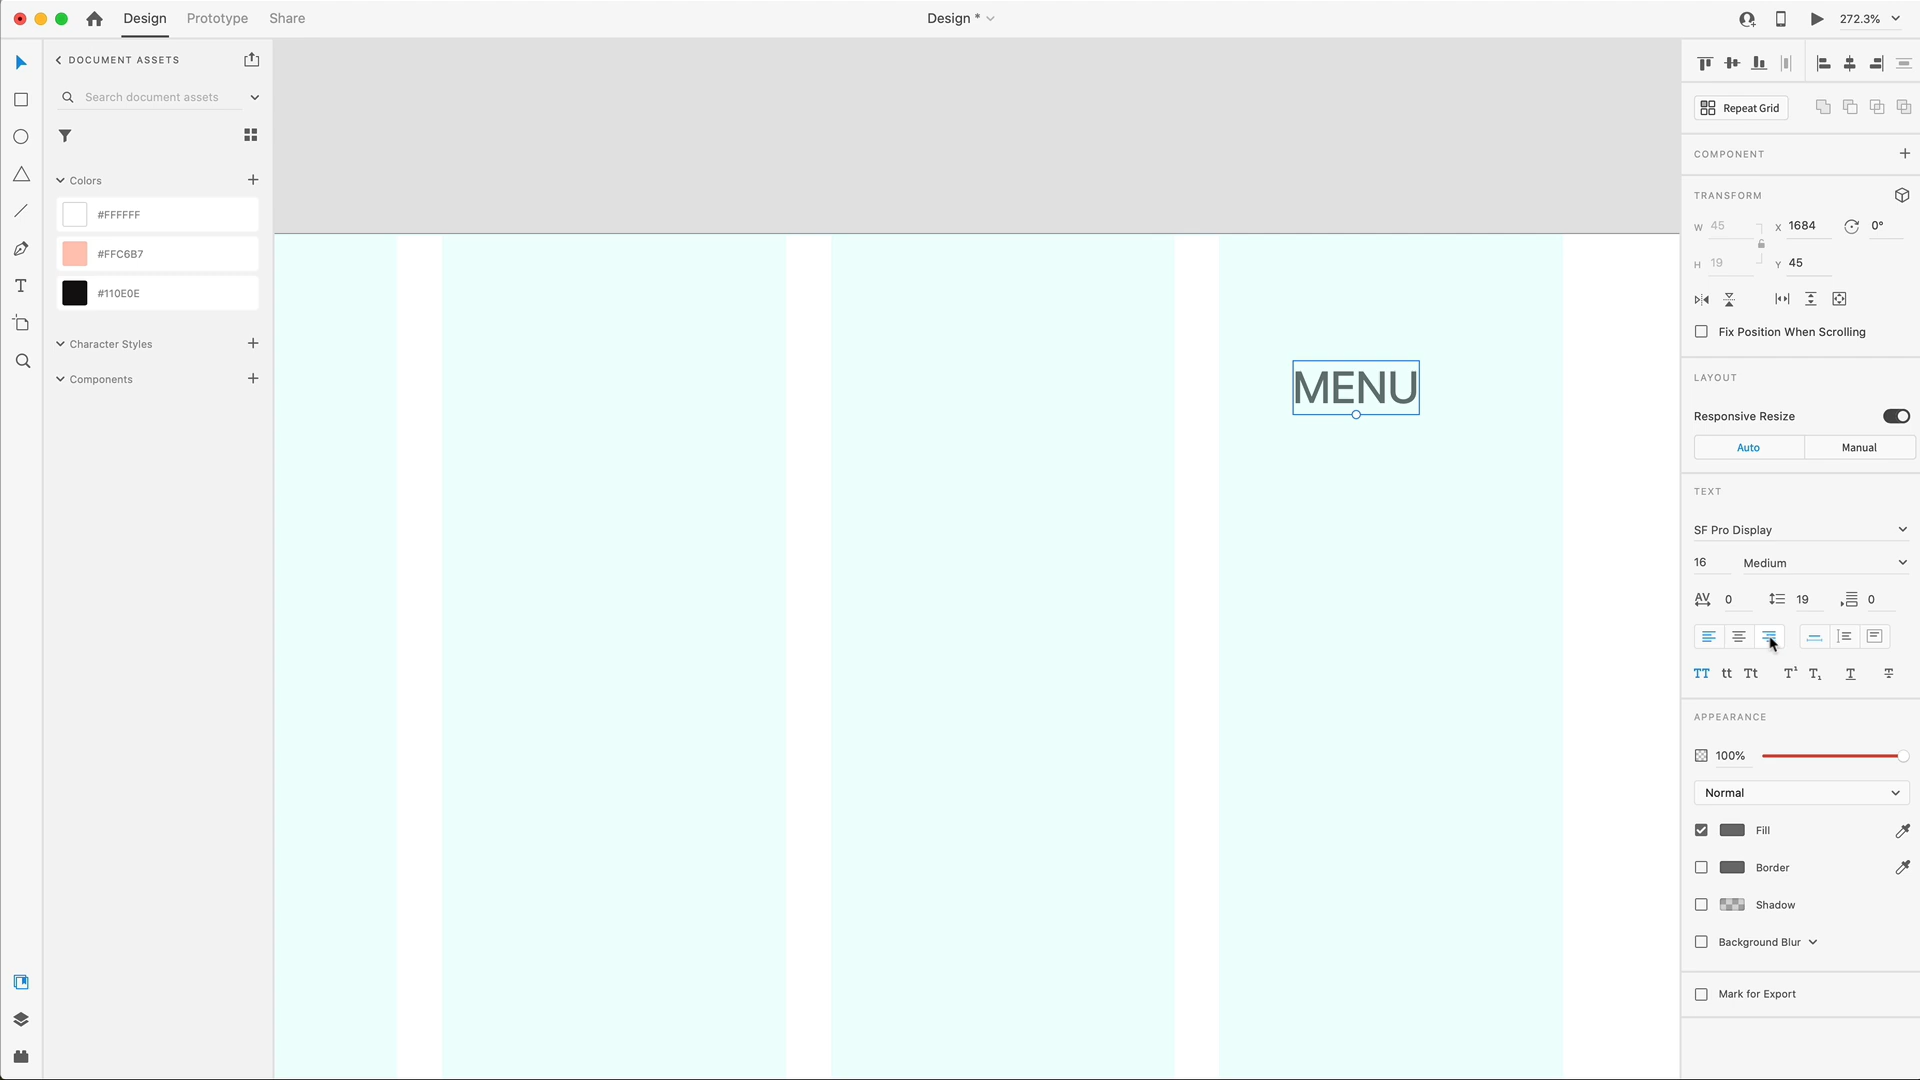 Design Prototype Share
Design *
272.3%
DOCUMENT ASSETS
Search document assets
Colors
#FFFFFF
#FFC6B7
#110E0E
Character Styles
Components
MENU
Repeat Grid
COMPONENT
TRANSFORM
W 45 X 1684 0°
H 19 Y 45
Fix Position When Scrolling
LAYOUT
Responsive Resize
Auto Manual
TEXT
SF Pro Display
16 Medium
AV 0 19 0
TT tt Tt T¹ T₁ T T
APPEARANCE
100%
Normal
Fill
Border
Shadow
Background Blur
Mark for Export